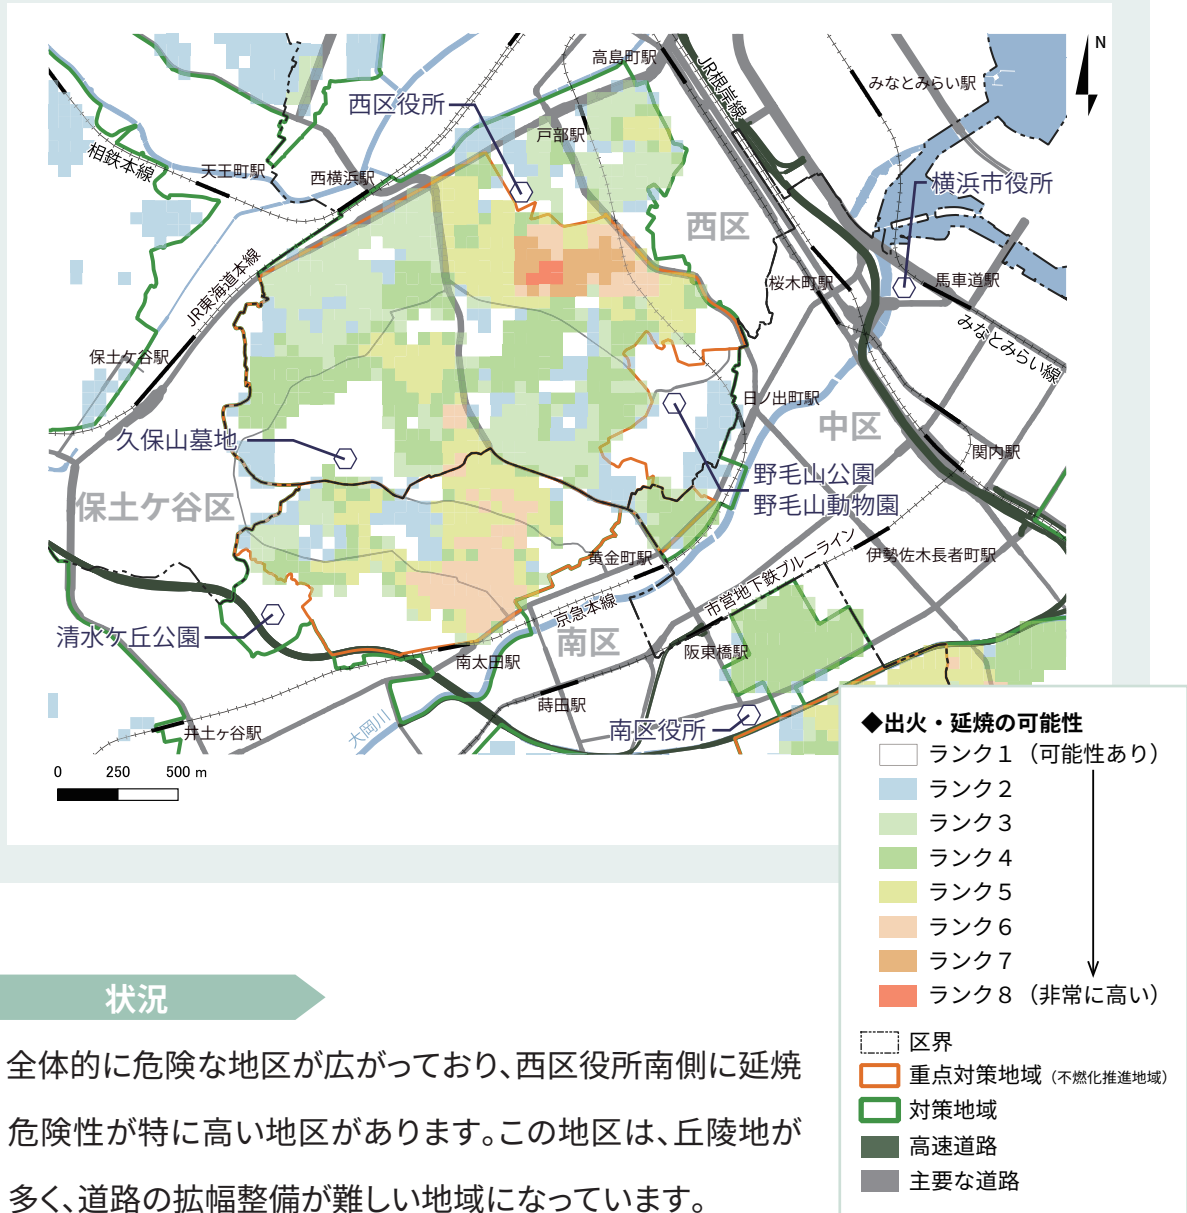 高島町駅
JR根岸線
みなとみらい駅
N
西区役所
戸部駅
相鉄本線
天王町駅
西横浜駅
横浜市役所
西区
JR東海道本線
桜木町駅
馬車道駅
みなとみらい線
保土ケ谷駅
日ノ出町駅
中区
久保山墓地
関内駅
野毛山公園
野毛山動物園
保土ケ谷区
黄金町駅
市営地下鉄ブルーライン
伊勢佐木長者町駅
京急本線
清水ケ丘公園
南区
南太田駅
阪東橋駅
蒔田駅
大岡川
井土ヶ谷駅
南区役所
0 250 500 m
◆出火・延焼の可能性
ランク１（可能性あり）
ランク２
ランク３
ランク４
ランク５
ランク６
ランク７
ランク８（非常に高い）
区界
重点対策地域（不燃化推進地域）
対策地域
高速道路
主要な道路
状況
全体的に危険な地区が広がっており、西区役所南側に延焼
危険性が特に高い地区があります。この地区は、丘陵地が
多く、道路の拡幅整備が難しい地域になっています。